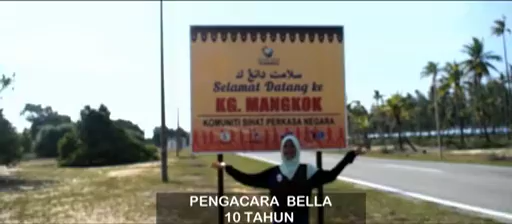 سلامت داتڠ ك
Selamat Datang ke
KG. MANGKOK
KOMUNITI SIHAT PERKASA NEGARA
PENGACARA BELLA
10 TAHUN